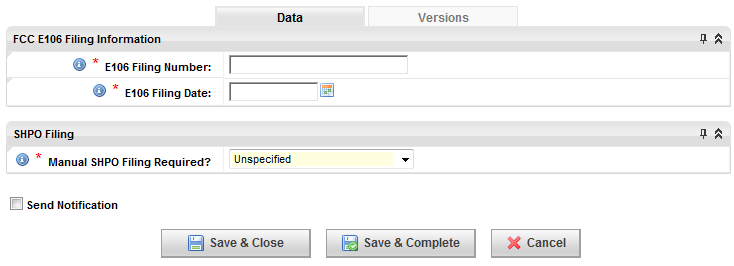 Data Versions
FCC E106 Filing Information
* E106 Filing Number:
* E106 Filing Date:
SHPO Filing
* Manual SHPO Filing Required? Unspecified
Send Notification
Save & Close Save & Complete Cancel